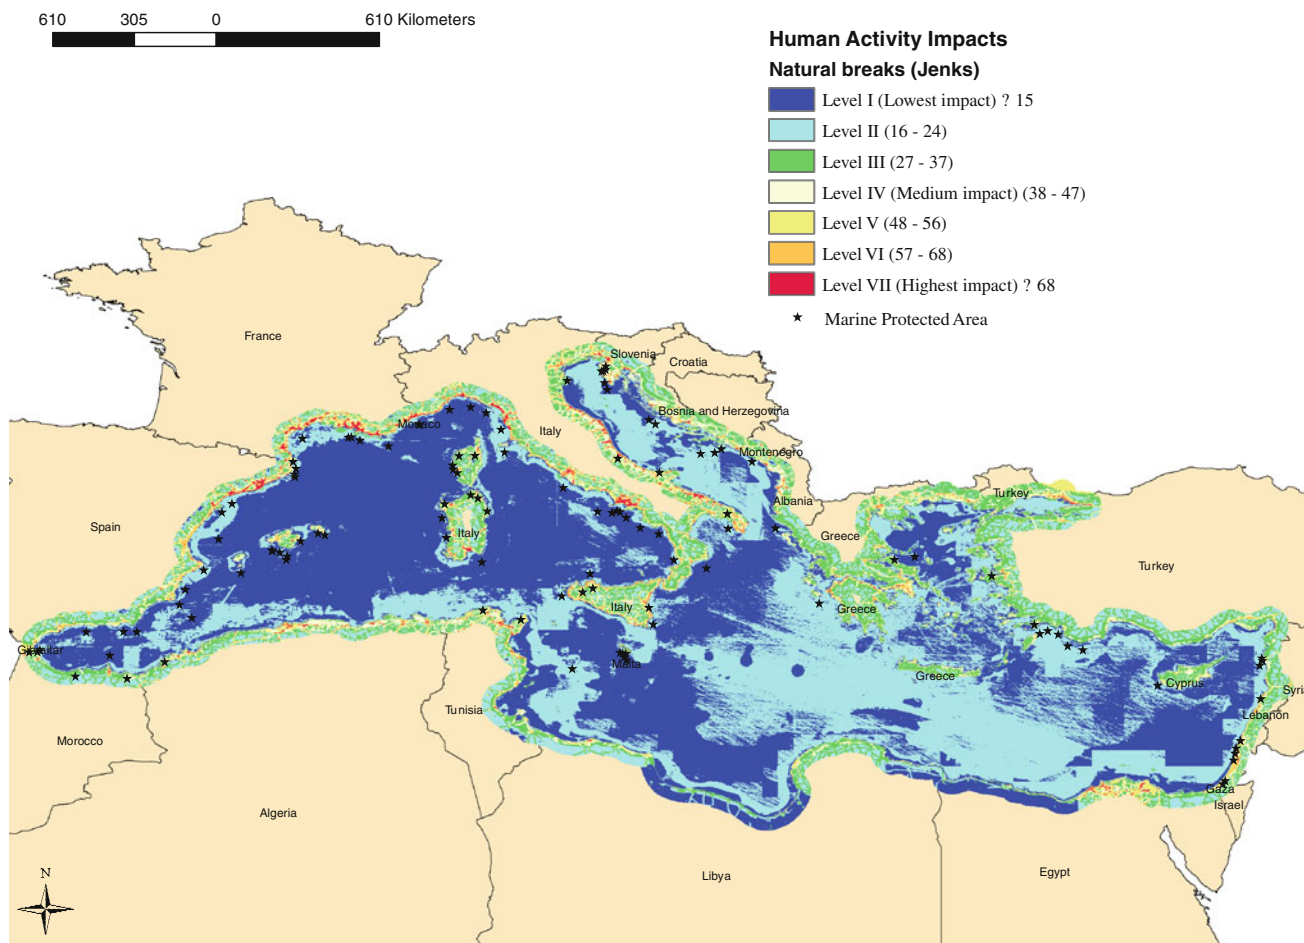 610 305 0 610 Kilometers
Human Activity Impacts
Natural breaks (Jenks)
Level I (Lowest impact) ? 15
Level II (16 - 24)
Level III (27 - 37)
Level IV (Medium impact) (38 - 47)
Level V (48 - 56)
Level VI (57 - 68)
Level VII (Highest impact) ? 68
Marine Protected Area
France
Slovenia
Croatia
Bosnia and Herzegovina
Monaco
Italy
Montenegro
Turkey
Albania
Spain
Italy
Greece
Turkey
Italy
Greece
Gibraltar
Malta
Greece
Cyprus
Syria
Tunisia
Lebanon
Morocco
Gaza
Israel
Algeria
Libya
Egypt
N